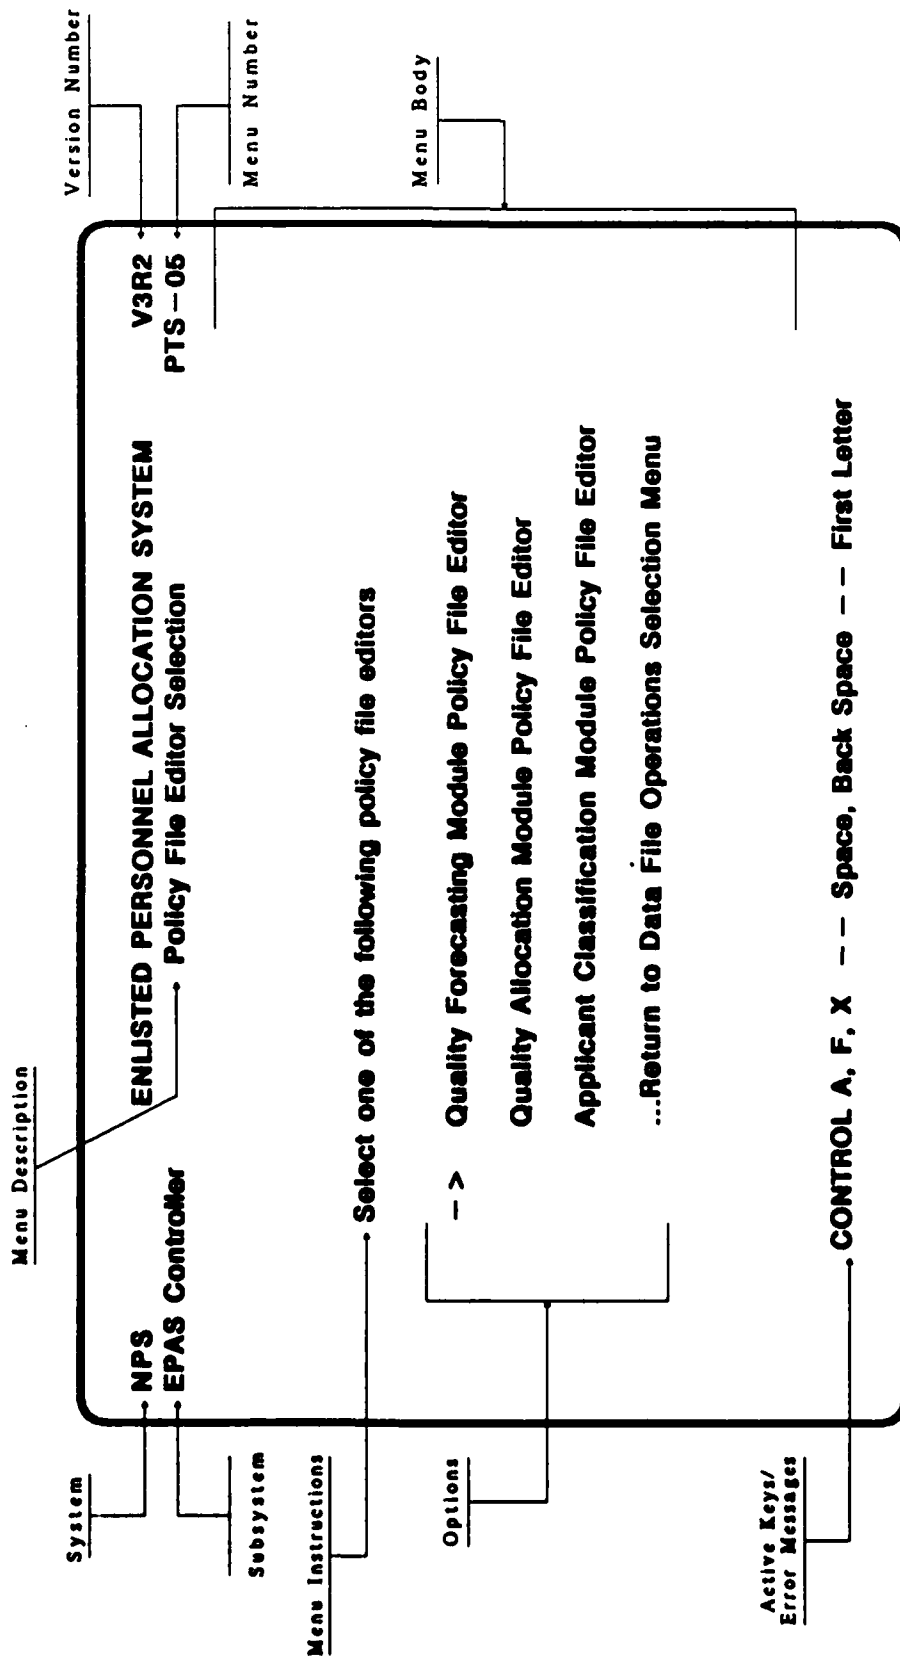 Menu Description
Version Number
Menu Number
Menu Body
System
Subsystem
Menu Instructions
Options
Active Keys/
Error Messages
NPS ENLISTED PERSONNEL ALLOCATION SYSTEM V3R2
EPAS Controller Policy File Editor Selection PTS-05
Select one of the following policy file editors
-> Quality Forecasting Module Policy File Editor
Quality Allocation Module Policy File Editor
Applicant Classification Module Policy File Editor
...Return to Data File Operations Selection Menu
CONTROL A, F, X -- Space, Back Space -- First Letter